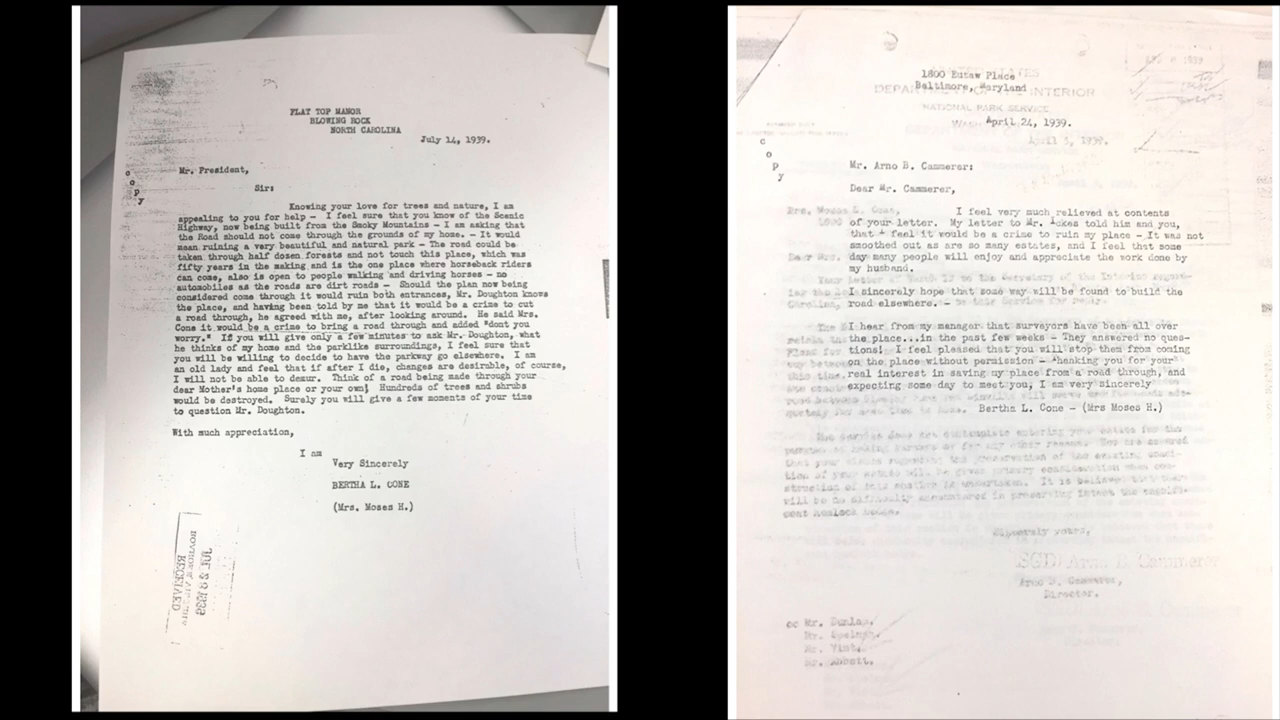 FLAT TOP MANOR
BLOWING ROCK
NORTH CAROLINA
July 14, 1939.
c
o
p
y
Mr. President,
Sir:
Knowing your love for trees and nature, I am
appealing to you for help - I feel sure that you know of the Scenic
Highway, now being built from the Smoky Mountains - I am asking that
the Road should not come through the grounds of my home. - It would
mean ruining a very beautiful and natural park - The road could be
taken through half dozen forests and not touch this place, which was
fifty years in the making and is the one place where horseback riders
can come, also is open to people walking and driving horses - no
automobiles as the roads are dirt roads - Should the plan now being
considered come through it would ruin both entrances, Mr. Doughton knows
the place, and having been told by me that it would be a crime to cut
a road through, he agreed with me, after looking around. He said Mrs.
Cone it would be a crime to bring a road through and added "dont you
worry." If you will give only a few minutes to ask Mr. Doughton, what
he thinks of my home and the parklike surroundings, I feel sure that
you will be willing to decide to have the parkway go elsewhere. I am
an old lady and feel that if after I die, changes are desirable, of course,
I will not be able to demur. Think of a road being made through your
dear Mother's home place or your own! Hundreds of trees and shrubs
would be destroyed. Surely you will give a few moments of your time
to question Mr. Doughton.
With much appreciation,
I am
Very Sincerely
BERTHA L. CONE
(Mrs. Moses H.)
RECEIVED
1800 Eutaw Place
Baltimore, Maryland
DEPARTMENT OF THE INTERIOR
NATIONAL PARK SERVICE
April 24, 1939.
April 3, 1939.
c
o
p
y
Mr. Arno B. Cammerer:
Dear Mr. Cammerer,
I feel very much relieved at contents
of your letter. My letter to Mr. Ickes told him and you,
that I feel it would be a crime to ruin my place - It was not
smoothed out as are so many estates, and I feel that some
day many people will enjoy and appreciate the work done by
my husband.
I sincerely hope that some way will be found to build the
road elsewhere. -
I hear from my manager that surveyors have been all over
the place...in the past few weeks - They answered no ques-
tions! I feel pleased that you will stop them from coming
on the place without permission - Thanking you for your
real interest in saving my place from a road through, and
expecting some day to meet you, I am very sincerely
Bertha L. Cone - (Mrs Moses H.)
Sincerely yours,
(SGD) Arno B. Cammerer
Arno B. Cammerer,
Director.
cc Mr. Dunlap.
Mr. Vint.
Mr. Abbott.